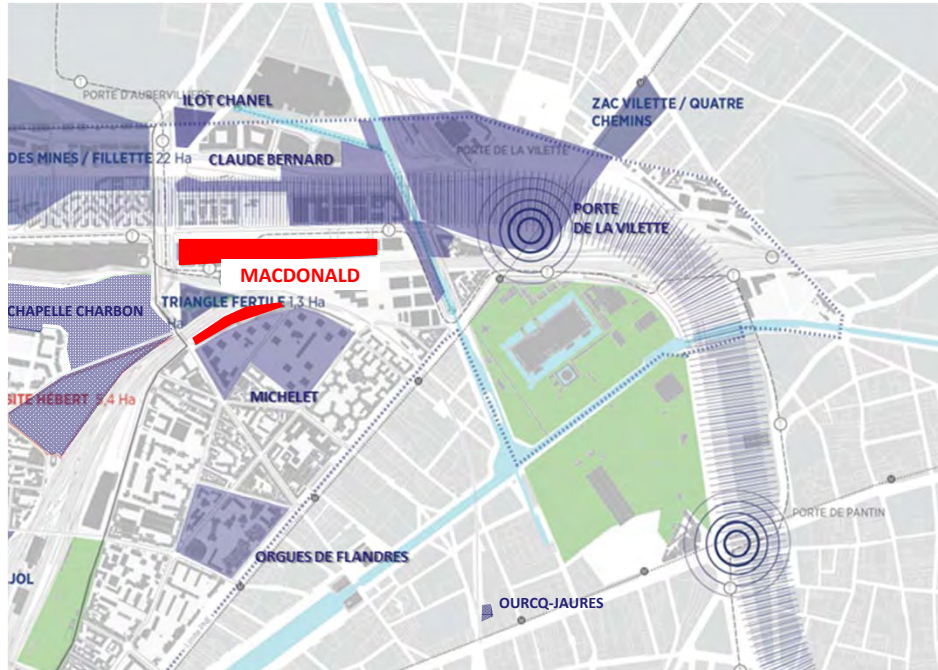 PORTE D'AUBERVILLIERS
ILOT CHANEL
ZAC VILETTE / QUATRE
CHEMINS
DES MINES / FILLETTE 22 Ha
CLAUDE BERNARD
PORTE DE LA VILETTE
PORTE
DE LA VILETTE
MACDONALD
TRIANGLE FERTILE 1,3 Ha
Ha
CHAPELLE CHARBON
MICHELET
SITE HÉBERT 5,4 Ha
PORTE DE PANTIN
ORGUES DE FLANDRES
JOL
OURCQ-JAURES